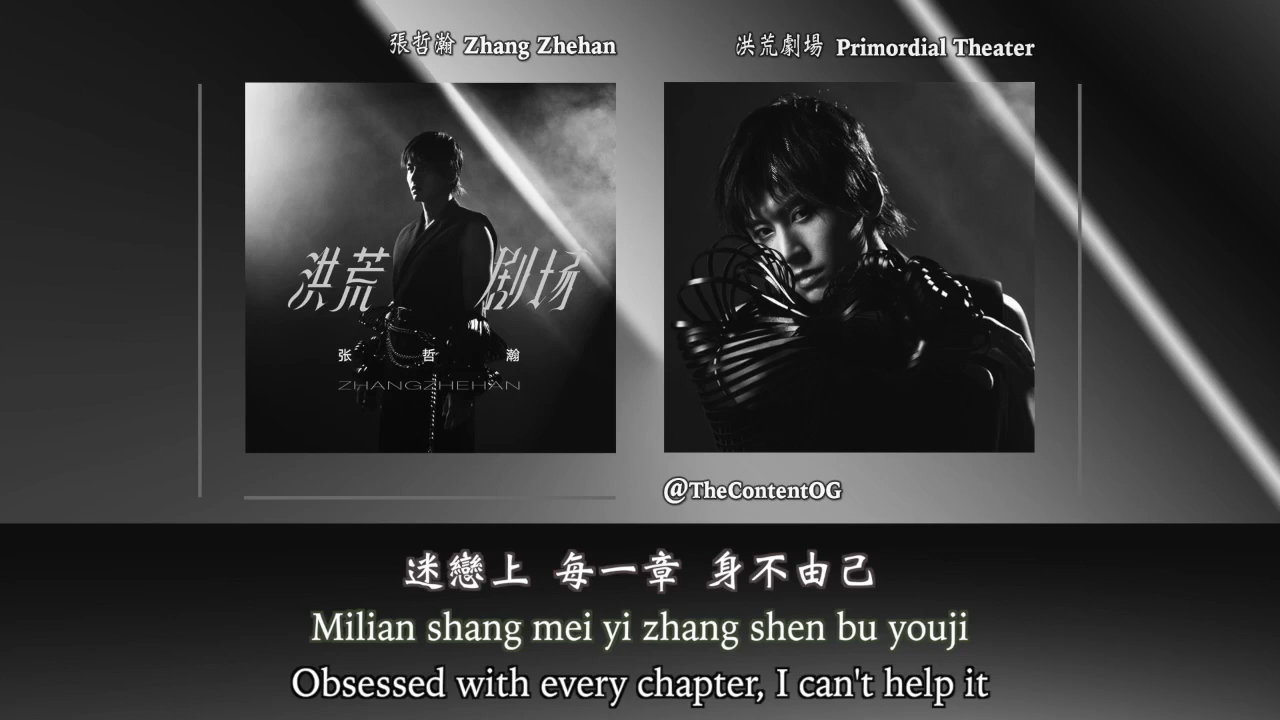 張哲瀚 Zhang Zhehan
洪荒劇場 Primordial Theater
洪荒剧场
张哲瀚
ZHANGZHEHAN
@TheContentOG
迷戀上 每一章 身不由己
Milian shang mei yi zhang shen bu youji
Obsessed with every chapter, I can't help it